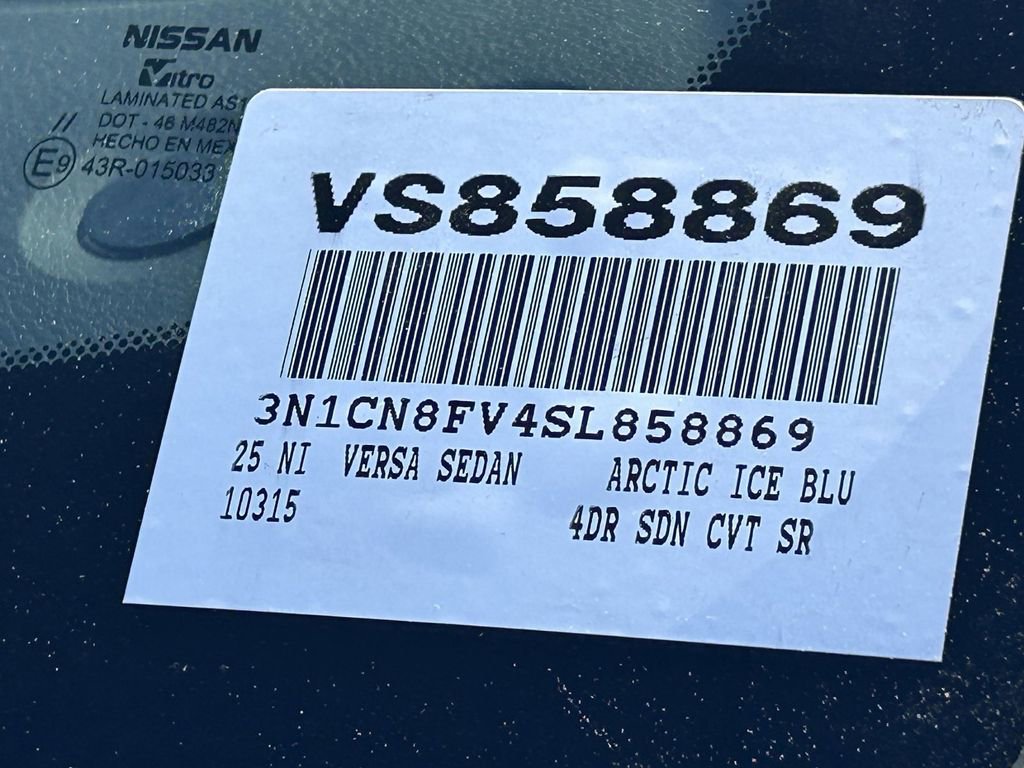 NISSAN
Vitro
LAMINATED AS1
DOT - 46 M482N
HECHO EN MEX
E9 43R-015033
VS858869
3N1CN8FV4SL858869
25 NI VERSA SEDAN ARCTIC ICE BLU
10315 4DR SDN CVT SR